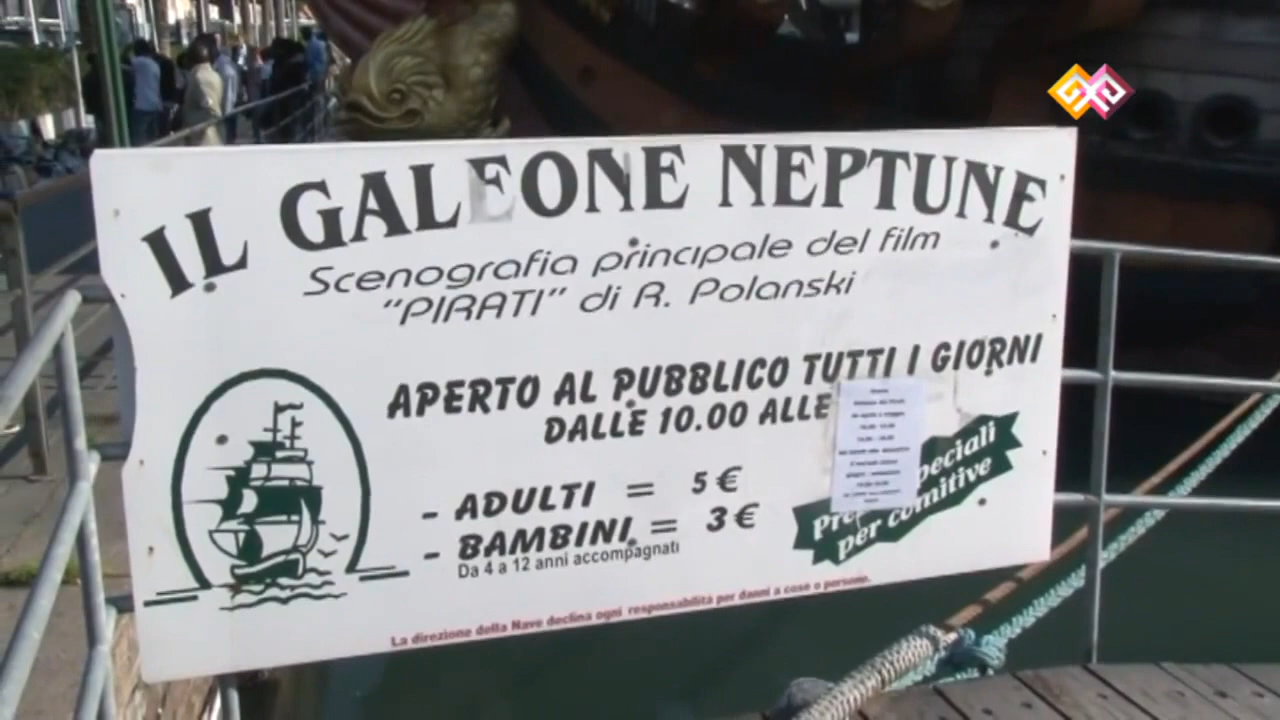 IL GALEONE NEPTUNE
Scenografia principale del film
"PIRATI" di R. Polanski
APERTO AL PUBBLICO TUTTI I GIORNI
DALLE 10.00 ALLE
- ADULTI = 5 €
- BAMBINI = 3 €
Da 4 a 12 anni accompagnati
per comitive
La direzione della Nave declina ogni responsabilità per danni a cose o persone.